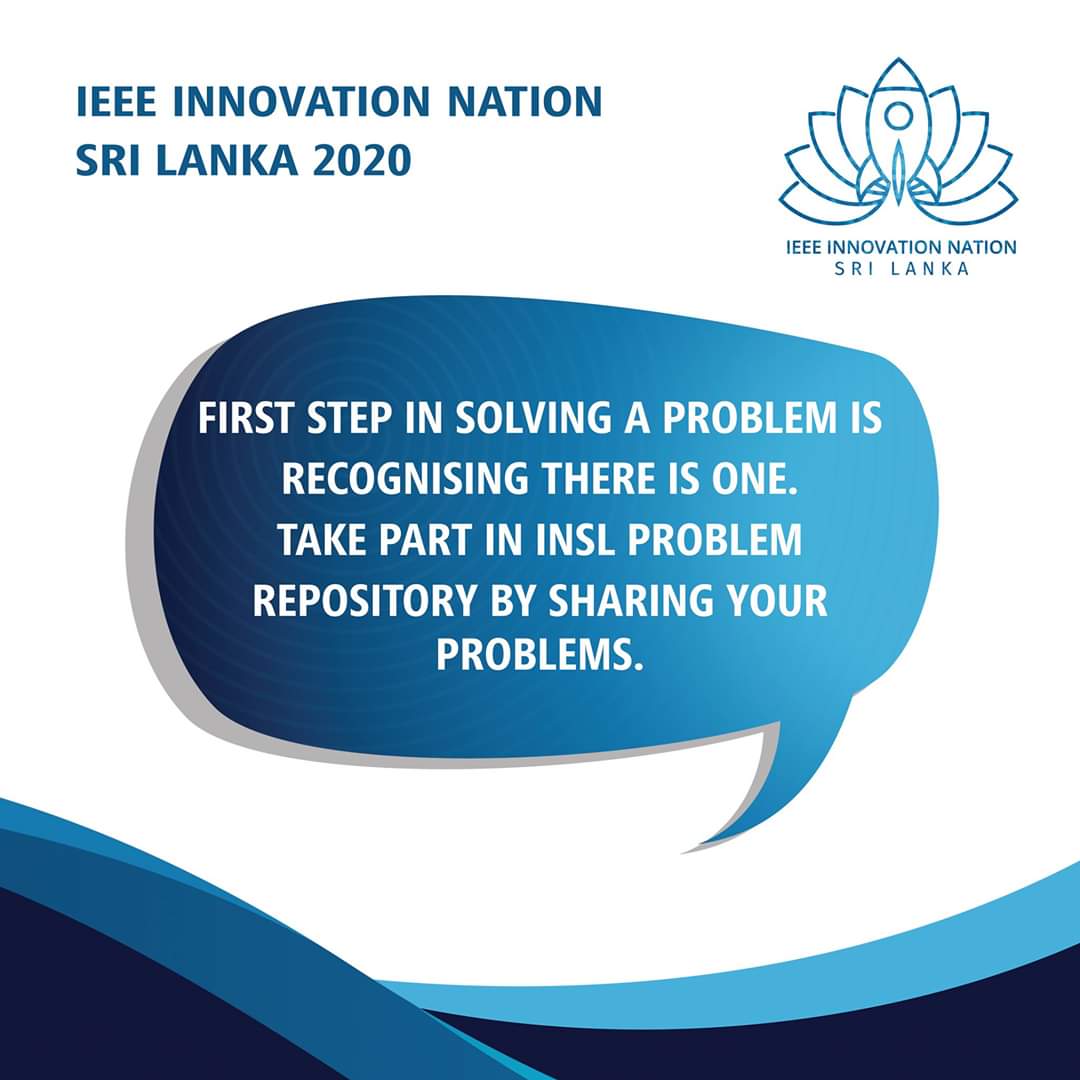 IEEE INNOVATION NATION
SRI LANKA 2020
IEEE INNOVATION NATION
SRI LANKA
FIRST STEP IN SOLVING A PROBLEM IS
RECOGNISING THERE IS ONE.
TAKE PART IN INSL PROBLEM
REPOSITORY BY SHARING YOUR
PROBLEMS.